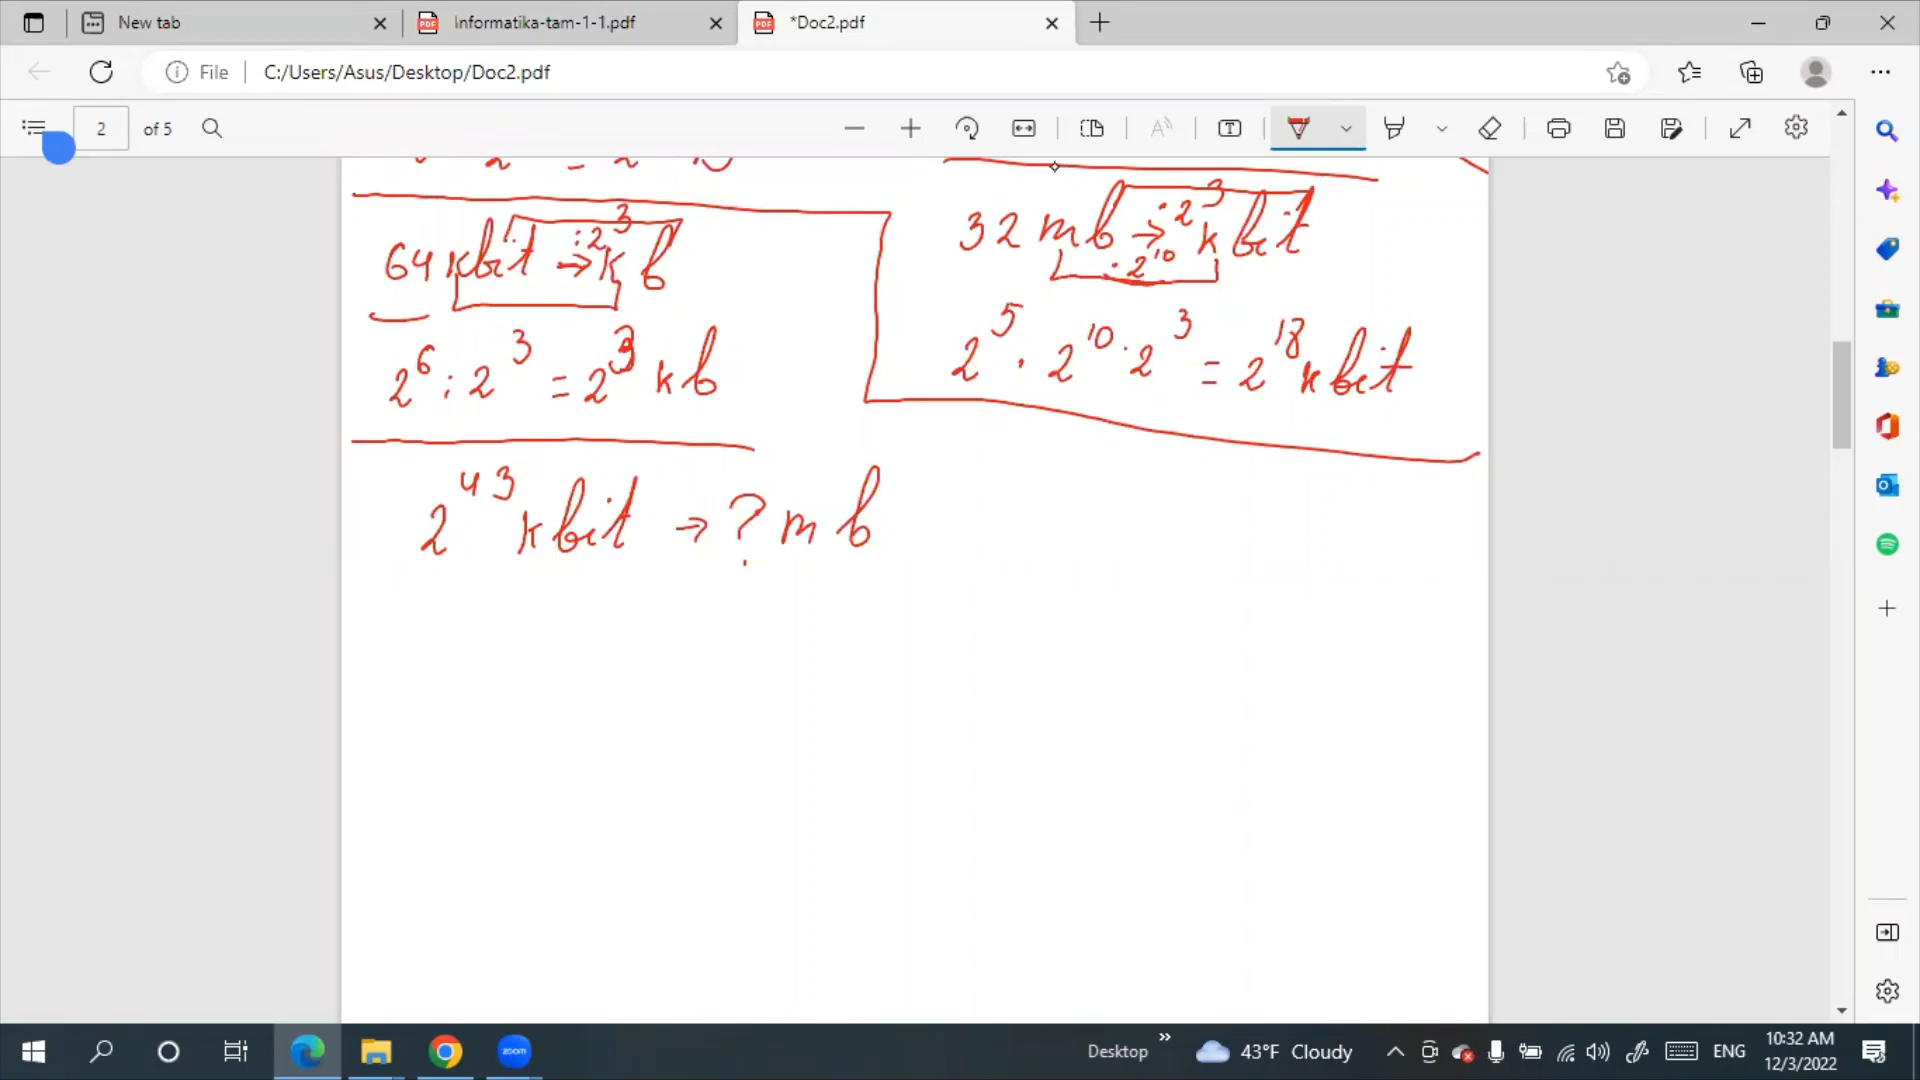 New tab
Informatika-tam-1-1.pdf
*Doc2.pdf
File
C:/Users/Asus/Desktop/Doc2.pdf
2 of 5
64 kbit → kb
:2³
2⁶ : 2³ = 2³ kb
32 mb → kbit
·2³
·2¹⁰
2⁵ · 2¹⁰ · 2³ = 2¹⁸ kbit
2⁴³ kbit → ? mb
zoom
Desktop
43°F Cloudy
ENG
10:32 AM
12/3/2022